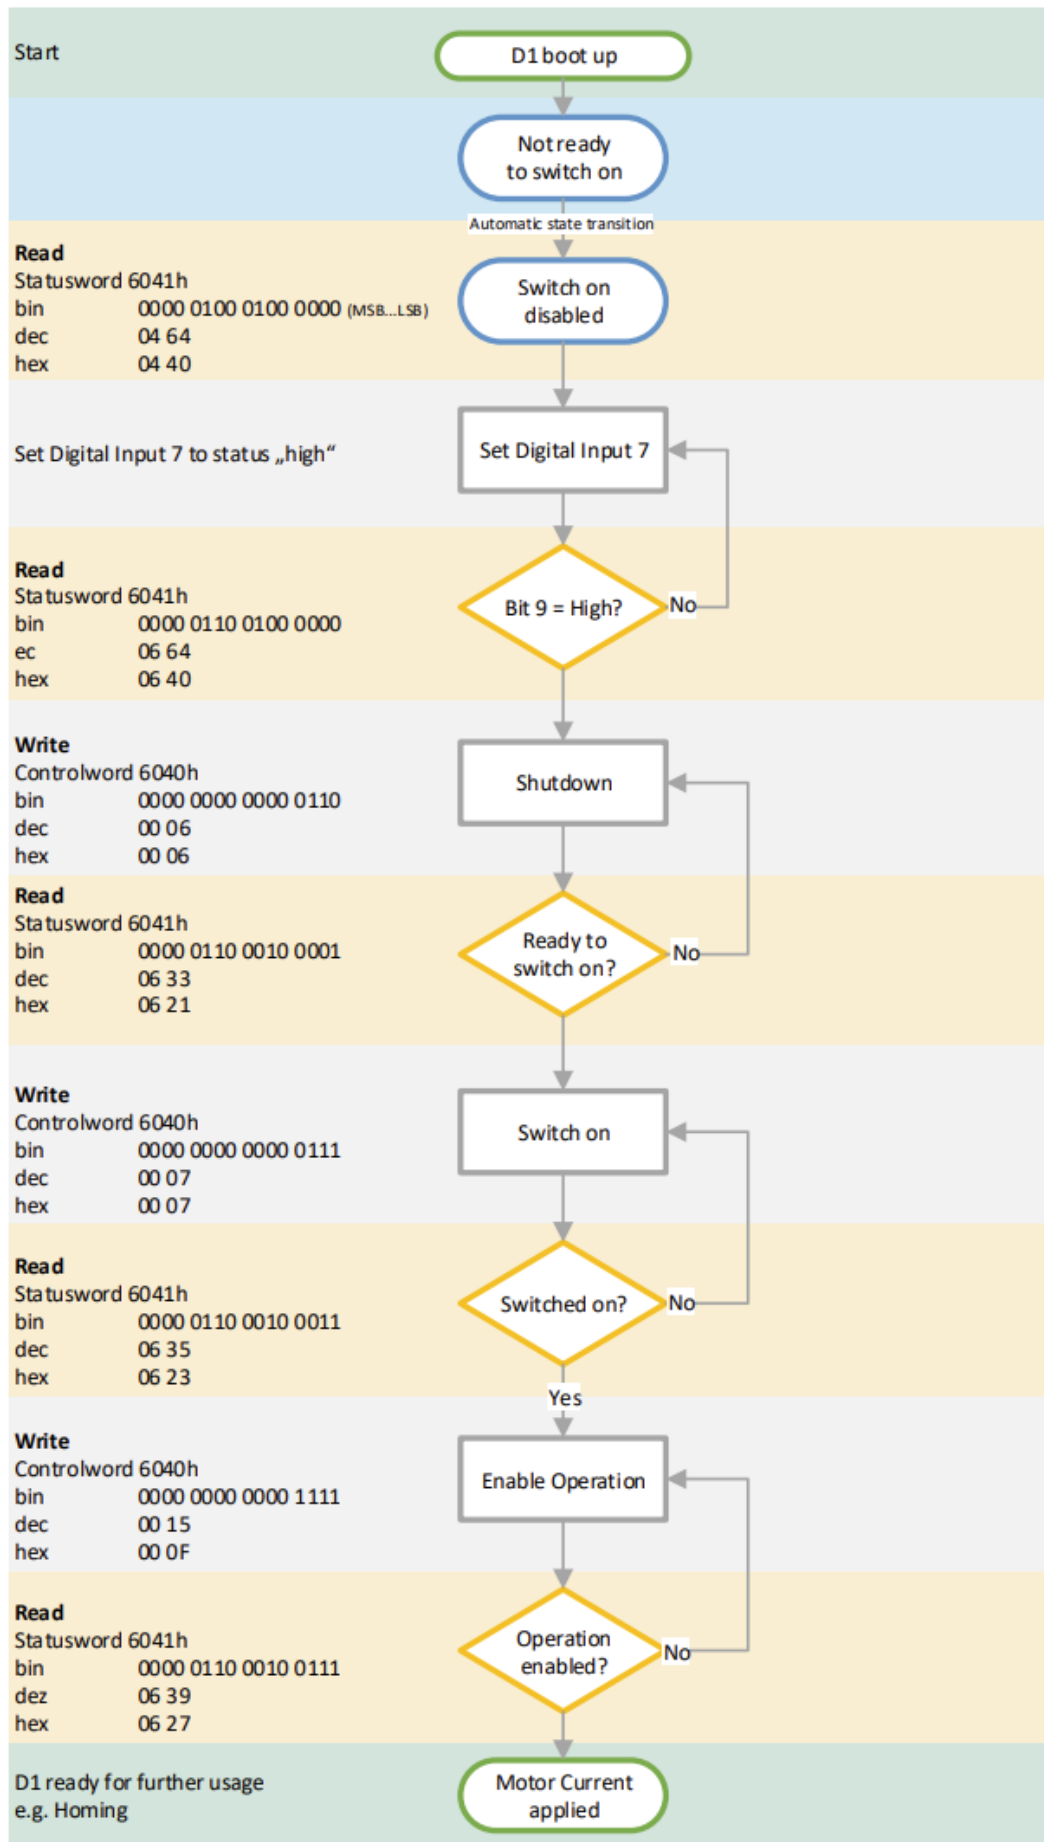 Start
D1 boot up
Not ready
to switch on
Automatic state transition
Read
Statusword 6041h
bin 0000 0100 0100 0000 (MSB...LSB)
dec 04 64
hex 04 40
Switch on
disabled
Set Digital Input 7 to status „high“
Set Digital Input 7
Read
Statusword 6041h
bin 0000 0110 0100 0000
ec 06 64
hex 06 40
Bit 9 = High?
No
Write
Controlword 6040h
bin 0000 0000 0000 0110
dec 00 06
hex 00 06
Shutdown
Read
Statusword 6041h
bin 0000 0110 0010 0001
dec 06 33
hex 06 21
Ready to
switch on?
No
Write
Controlword 6040h
bin 0000 0000 0000 0111
dec 00 07
hex 00 07
Switch on
Read
Statusword 6041h
bin 0000 0110 0010 0011
dec 06 35
hex 06 23
Switched on?
No
Yes
Write
Controlword 6040h
bin 0000 0000 0000 1111
dec 00 15
hex 00 0F
Enable Operation
Read
Statusword 6041h
bin 0000 0110 0010 0111
dez 06 39
hex 06 27
Operation
enabled?
No
D1 ready for further usage
e.g. Homing
Motor Current
applied